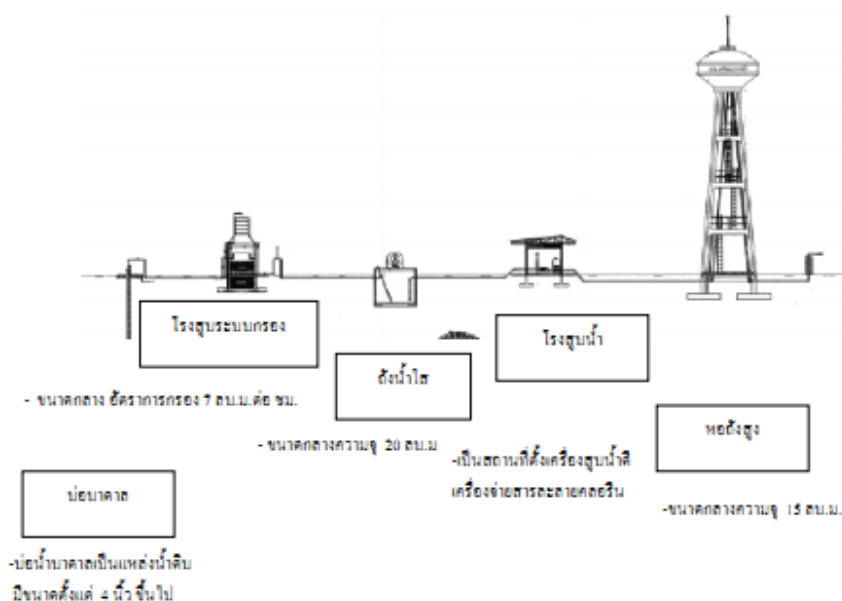 โรงสูบระบบกรอง
- ขนาดกลาง อัตราการกรอง 7 ลบ.ม.ต่อ ชม.
ถังน้ำใส
- ขนาดกลางความจุ 20 ลบ.ม
โรงสูบน้ำ
-เป็นสถานที่ตั้งเครื่องสูบน้ำดี
เครื่องจ่ายสารละลายคลอรีน
หอถังสูง
-ขนาดกลางความจุ 15 ลบ.ม.
บ่อบาดาล
-บ่อน้ำบาดาลเป็นแหล่งน้ำดิบ
มีขนาดตั้งแต่ 4 นิ้ว ขึ้นไป